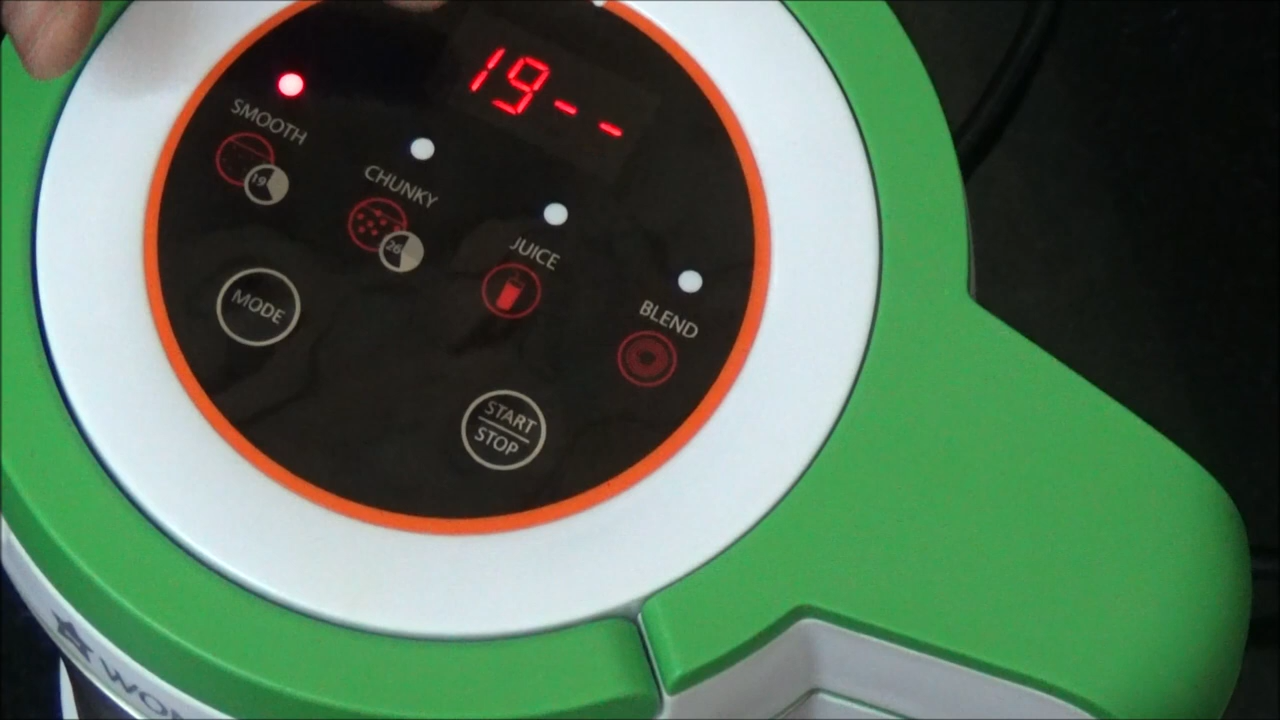 19--
SMOOTH
19
CHUNKY
26
JUICE
BLEND
MODE
START
STOP